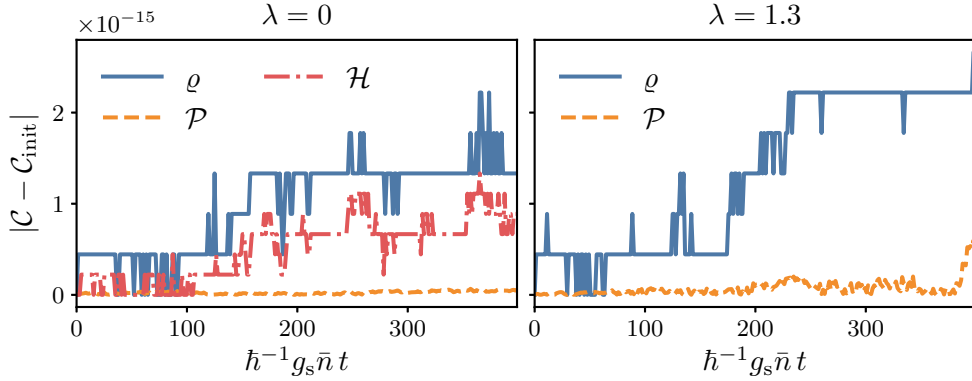 λ = 0
λ = 1.3
×10⁻¹⁵
|𝒞 − 𝒞_init|
2
1
0
ϱ
𝒫
ℋ
ϱ
𝒫
0 100 200 300
0 100 200 300
ℏ⁻¹g_s n̄ t
ℏ⁻¹g_s n̄ t